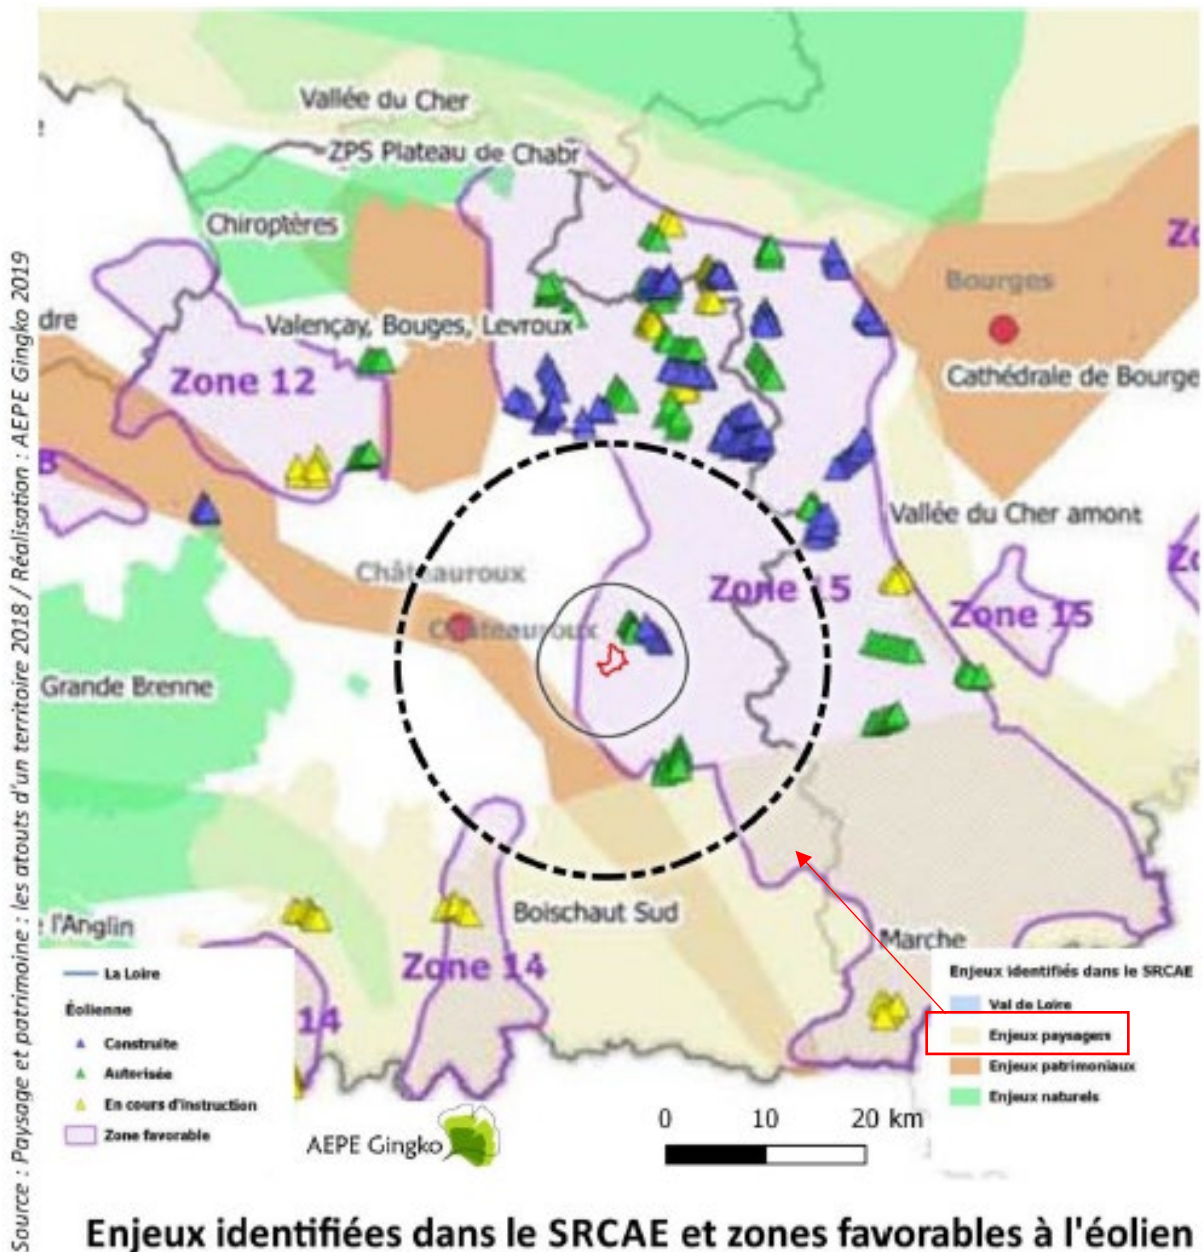 Vallée du Cher
ZPS Plateau de Chabr
Chiroptères
Bourges
dre
Valençay, Bouges, Levroux
Zone 12
Cathédrale de Bourge
Vallée du Cher amont
Châteauroux
Châteauroux
Zone 15
Zone 15
Grande Brenne
l'Anglin
Boischaut Sud
Marche
Zone 14
14
La Loire
Éolienne
Construite
Autorisée
En cours d'instruction
Zone favorable
Enjeux identifiés dans le SRCAE
Val de Loire
Enjeux paysagers
Enjeux patrimoniaux
Enjeux naturels
AEPE Gingko
0 10 20 km
Source : Paysage et patrimoine : les atouts d'un territoire 2018 / Réalisation : AEPE Gingko 2019
Enjeux identifiées dans le SRCAE et zones favorables à l'éolien